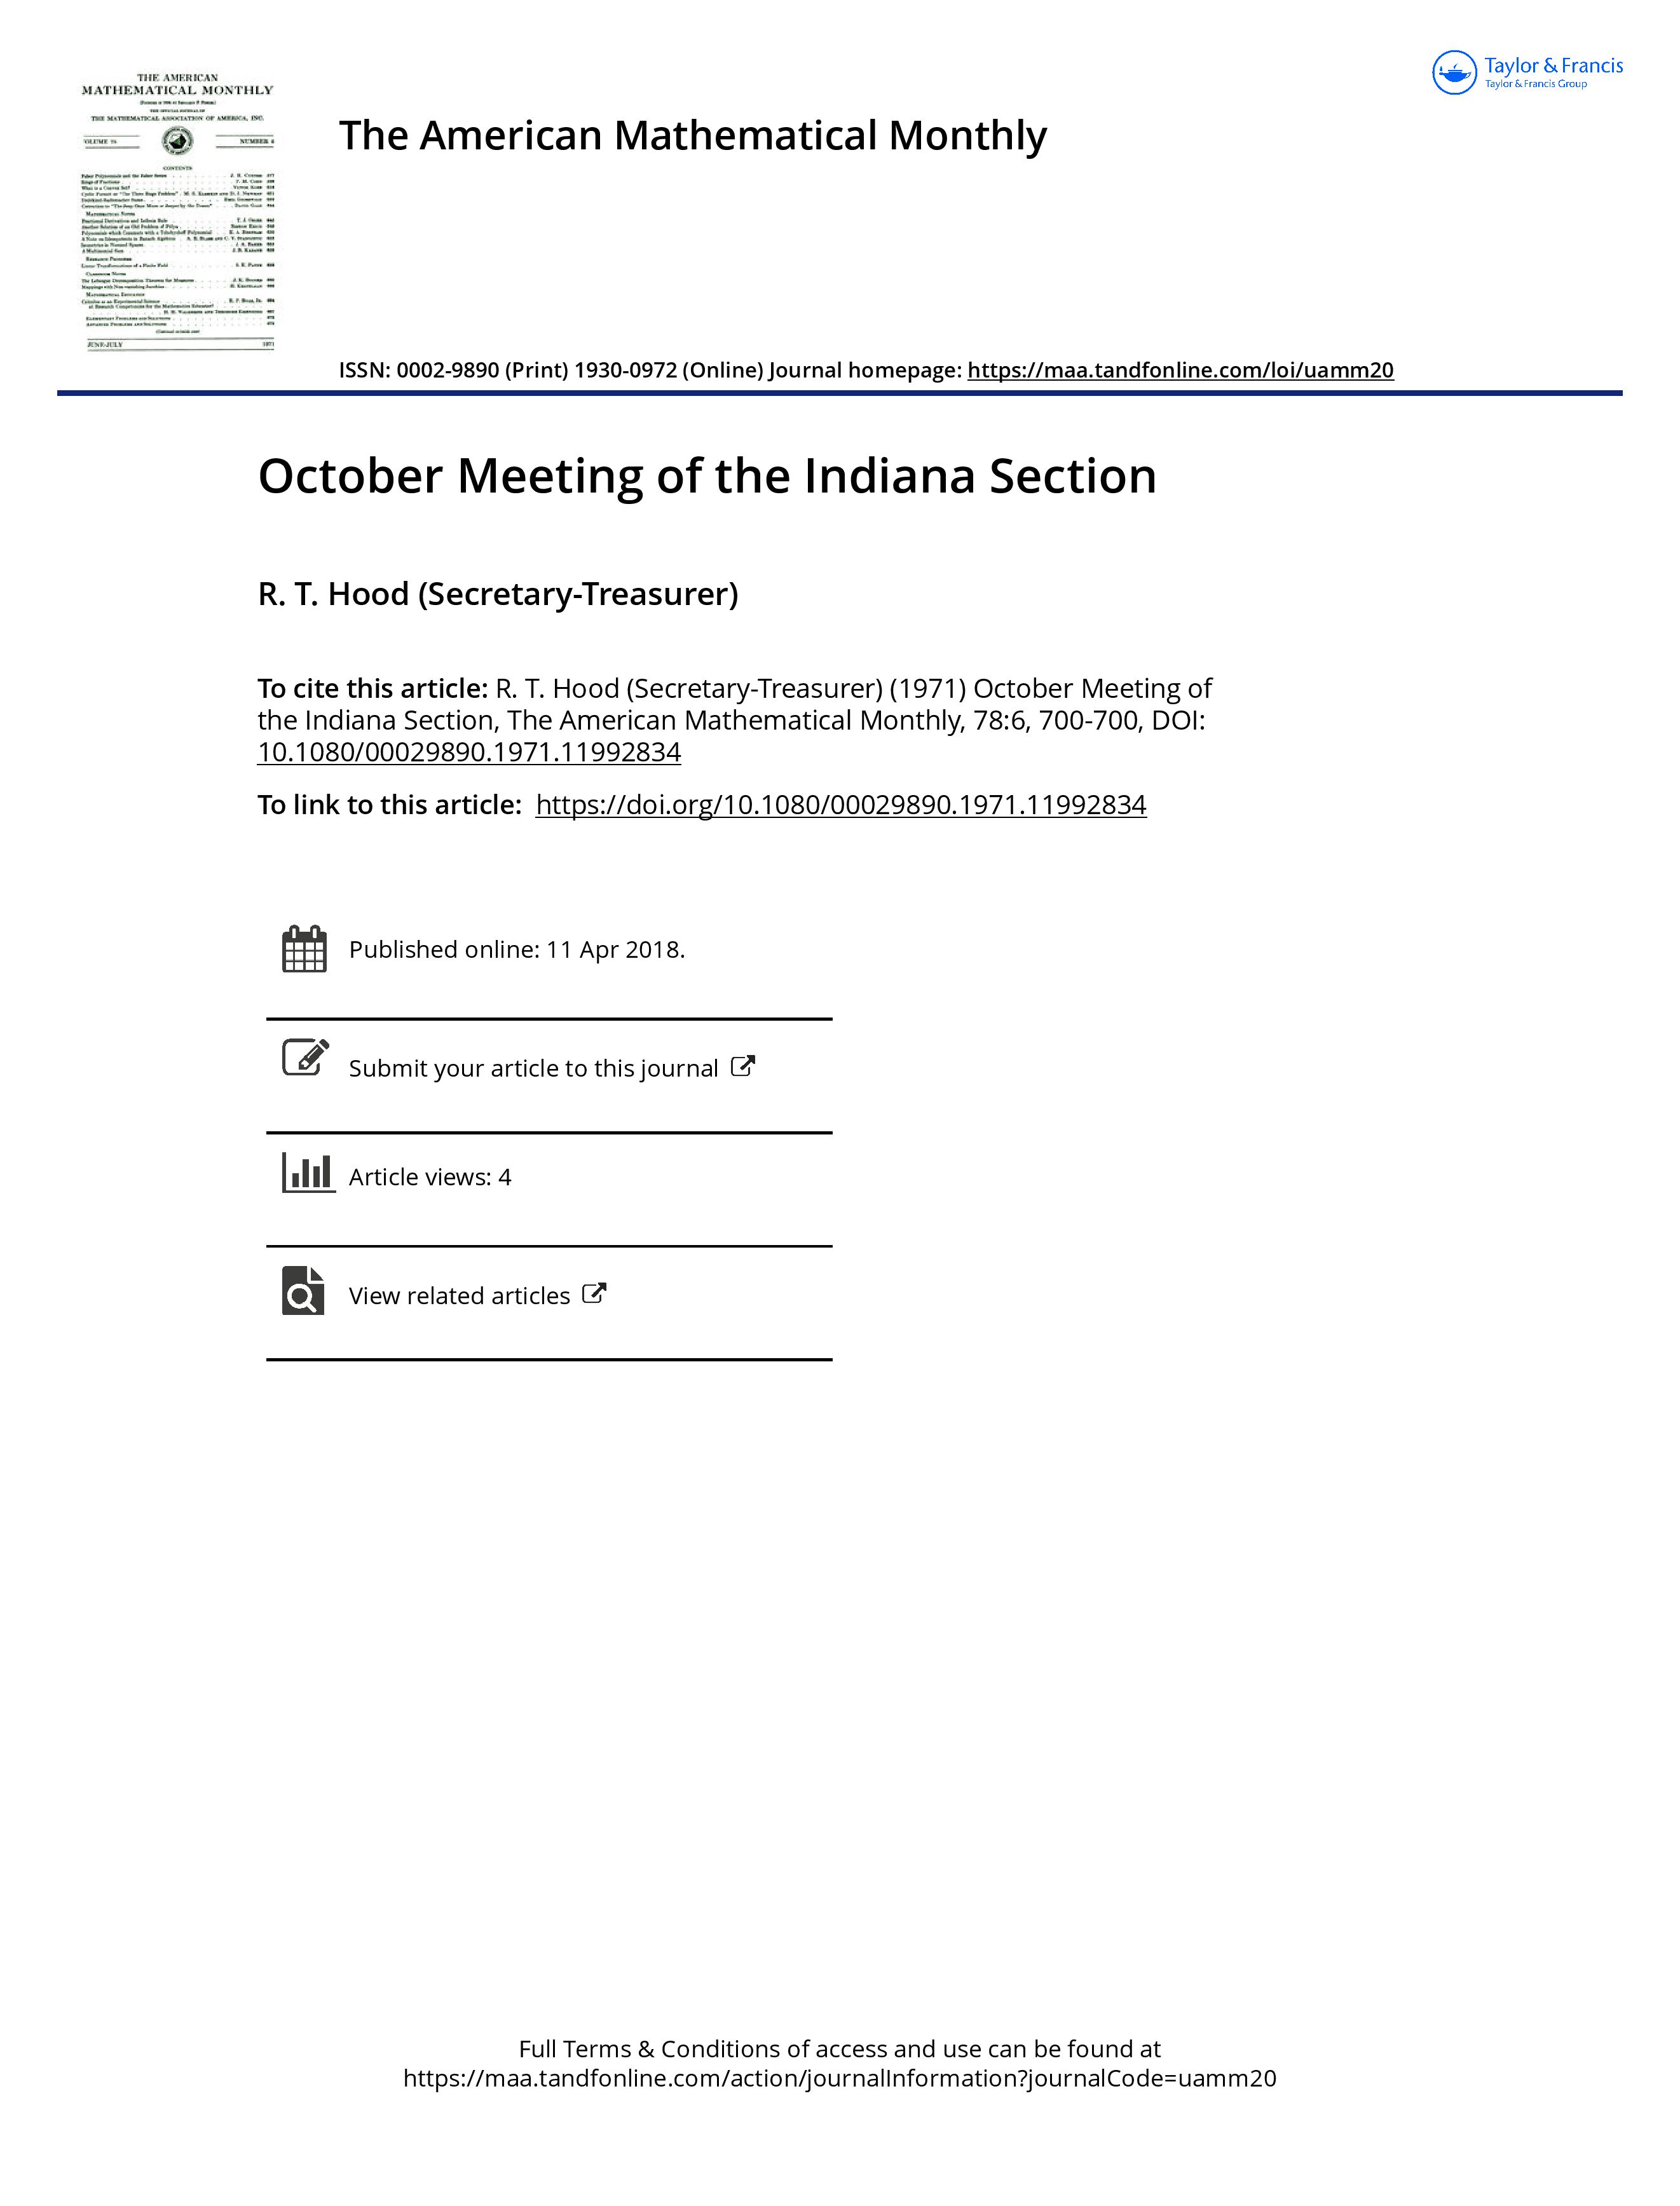 THE AMERICAN
MATHEMATICAL MONTHLY
THE OFFICIAL JOURNAL OF
THE MATHEMATICAL ASSOCIATION OF AMERICA, INC.
NUMBER 6
CONTENTS
JUNE-JULY 1971
Taylor & Francis
Taylor & Francis Group
The American Mathematical Monthly
ISSN: 0002-9890 (Print) 1930-0972 (Online) Journal homepage: https://maa.tandfonline.com/loi/uamm20
October Meeting of the Indiana Section
R. T. Hood (Secretary-Treasurer)
To cite this article: R. T. Hood (Secretary-Treasurer) (1971) October Meeting of
the Indiana Section, The American Mathematical Monthly, 78:6, 700-700, DOI:
10.1080/00029890.1971.11992834
To link to this article: https://doi.org/10.1080/00029890.1971.11992834
Published online: 11 Apr 2018.
Submit your article to this journal
Article views: 4
View related articles
Full Terms & Conditions of access and use can be found at
https://maa.tandfonline.com/action/journalInformation?journalCode=uamm20